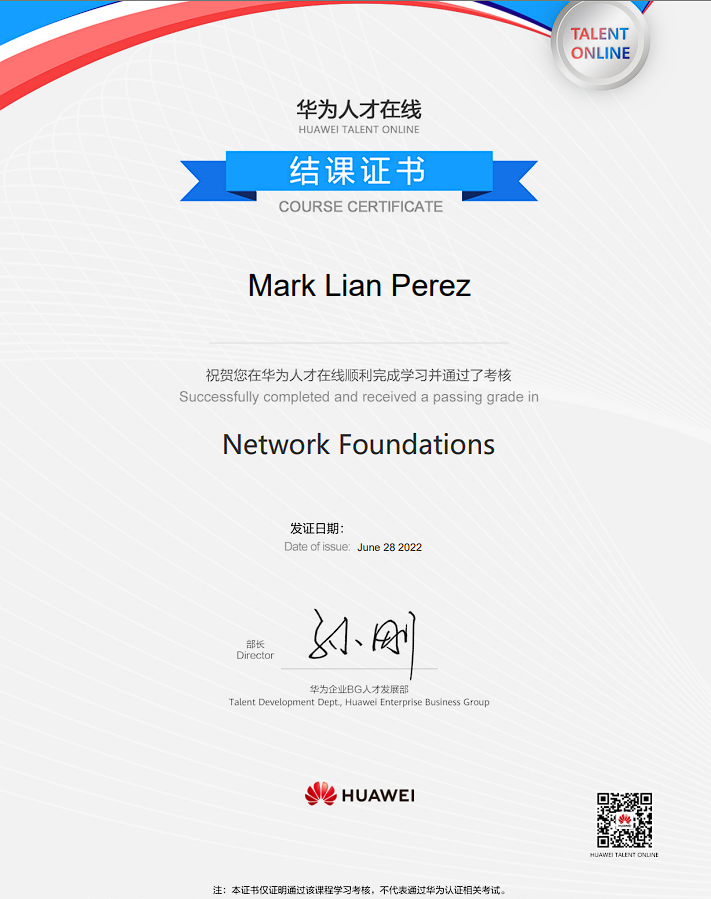 TALENT
ONLINE
华为人才在线
HUAWEI TALENT ONLINE
结课证书
COURSE CERTIFICATE
Mark Lian Perez
祝贺您在华为人才在线顺利完成学习并通过了考核
Successfully completed and received a passing grade in
Network Foundations
发证日期：
Date of issue: June 28 2022
孙刚
部长
Director
华为企业BG人才发展部
Talent Development Dept., Huawei Enterprise Business Group
HUAWEI
HUAWEI TALENT ONLINE
注：本证书仅证明通过该课程学习考核，不代表通过华为认证相关考试。